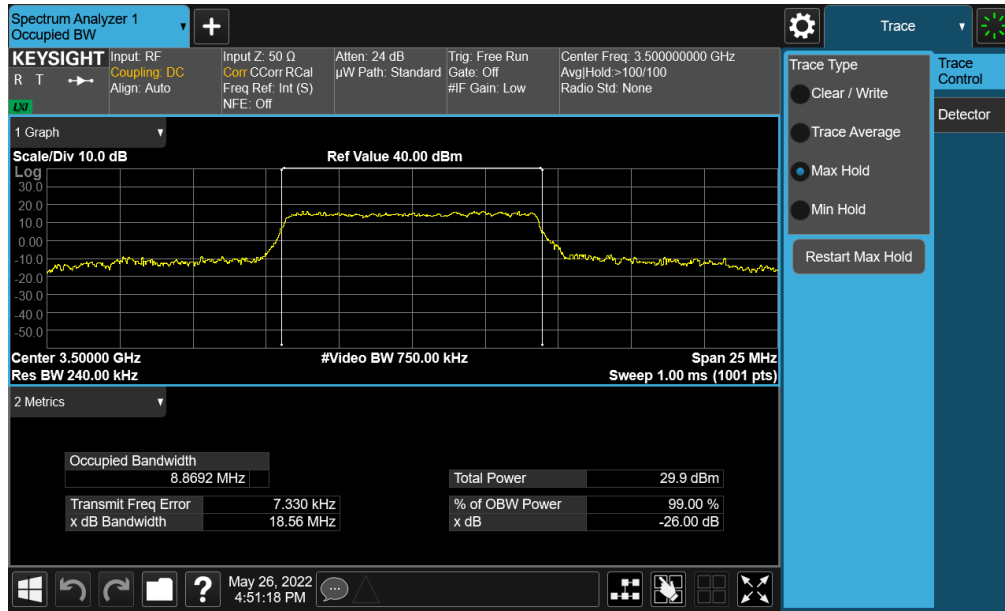 Spectrum Analyzer 1
Occupied BW
+
Trace
KEYSIGHT
R T
LXI
Input: RF
Coupling: DC
Align: Auto
Input Z: 50 Ω
Corr CCorr RCal
Freq Ref: Int (S)
NFE: Off
Atten: 24 dB
µW Path: Standard
Trig: Free Run
Gate: Off
#IF Gain: Low
Center Freq: 3.500000000 GHz
Avg|Hold:>100/100
Radio Std: None
Trace Type
Clear / Write
Trace Average
Max Hold
Min Hold
Restart Max Hold
Trace
Control
Detector
1 Graph
Scale/Div 10.0 dB
Ref Value 40.00 dBm
Log
30.0
20.0
10.0
0.00
-10.0
-20.0
-30.0
-40.0
-50.0
Center 3.50000 GHz
#Video BW 750.00 kHz
Span 25 MHz
Res BW 240.00 kHz
Sweep 1.00 ms (1001 pts)
2 Metrics
Occupied Bandwidth
8.8692 MHz
Total Power 29.9 dBm
Transmit Freq Error 7.330 kHz
% of OBW Power 99.00 %
x dB Bandwidth 18.56 MHz
x dB -26.00 dB
?
May 26, 2022
4:51:18 PM